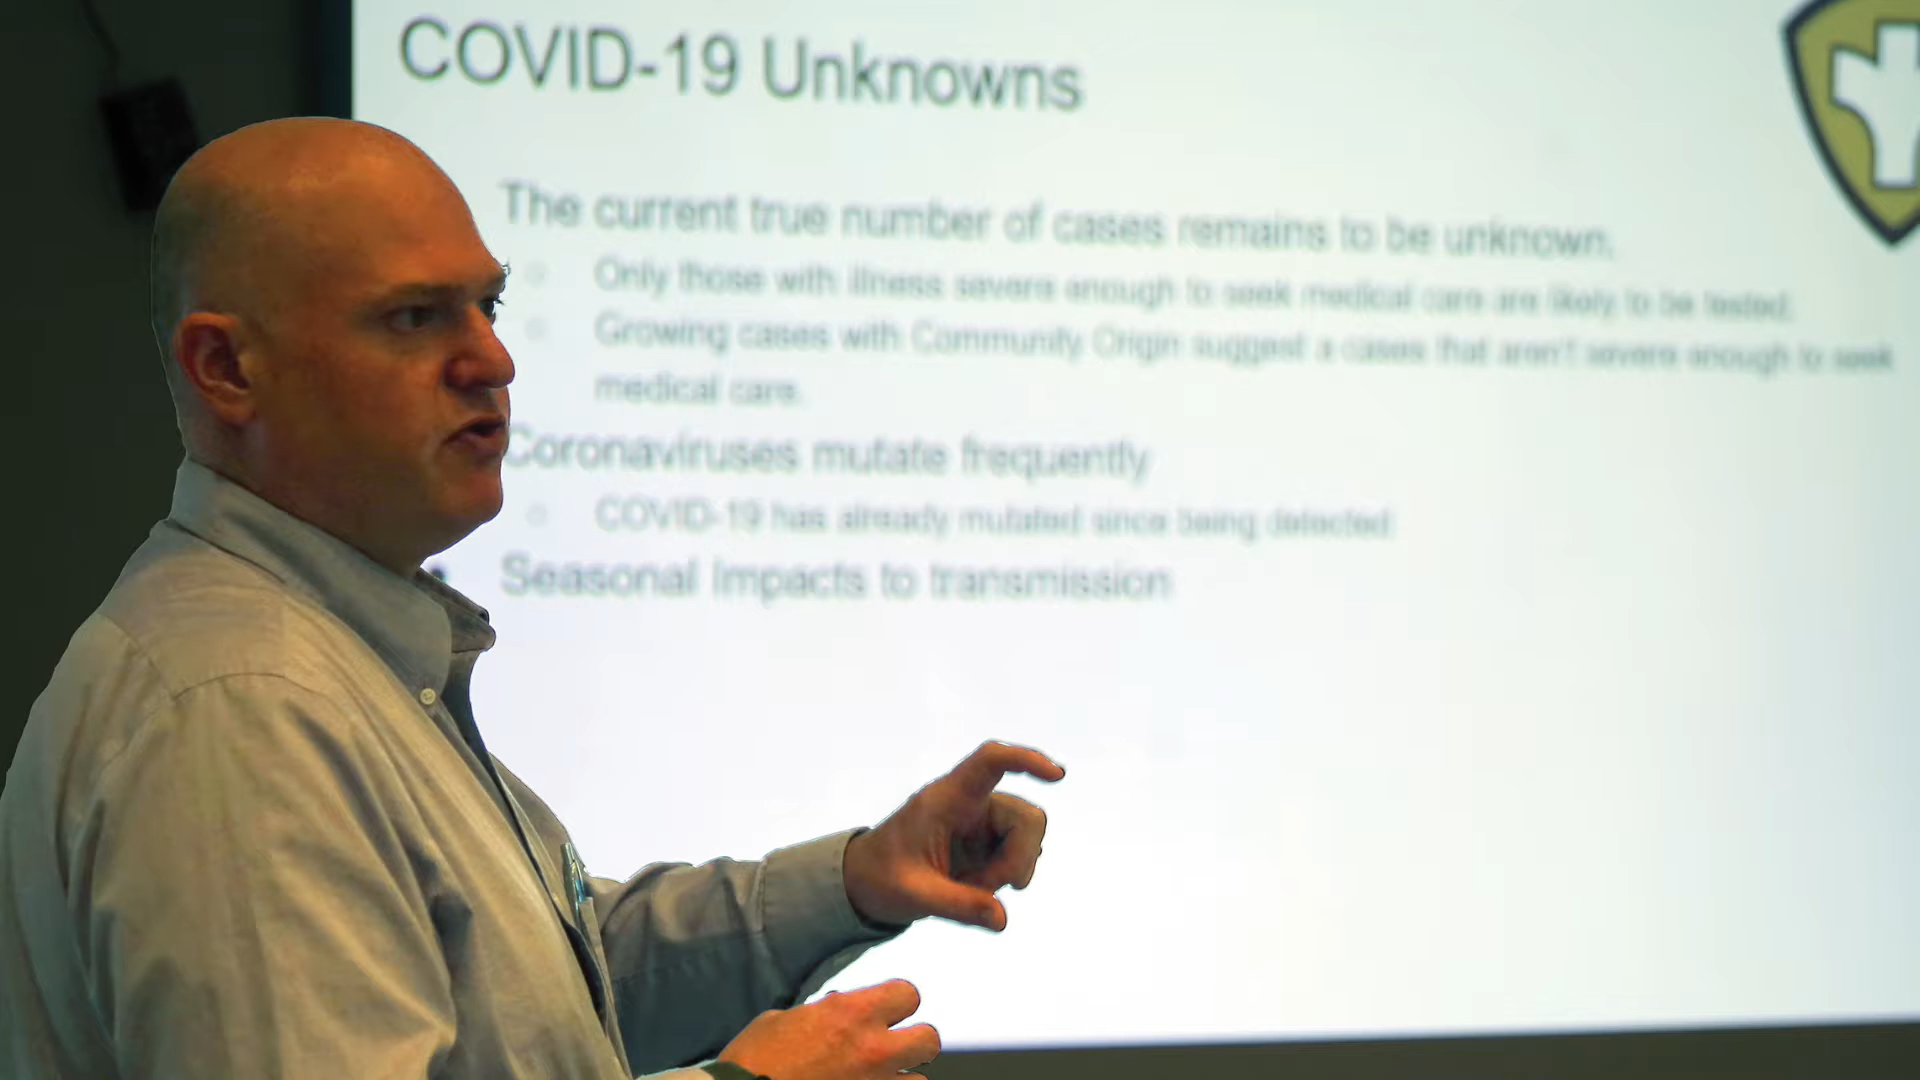 COVID-19 Unknowns
The current true number of cases remains to be unknown.
Only those with illness severe enough to seek medical care are likely to be tested.
Growing cases with Community Origin suggest a cases that aren't severe enough to seek
medical care.
Coronaviruses mutate frequently
COVID-19 has already mutated since being detected
Seasonal Impacts to transmission